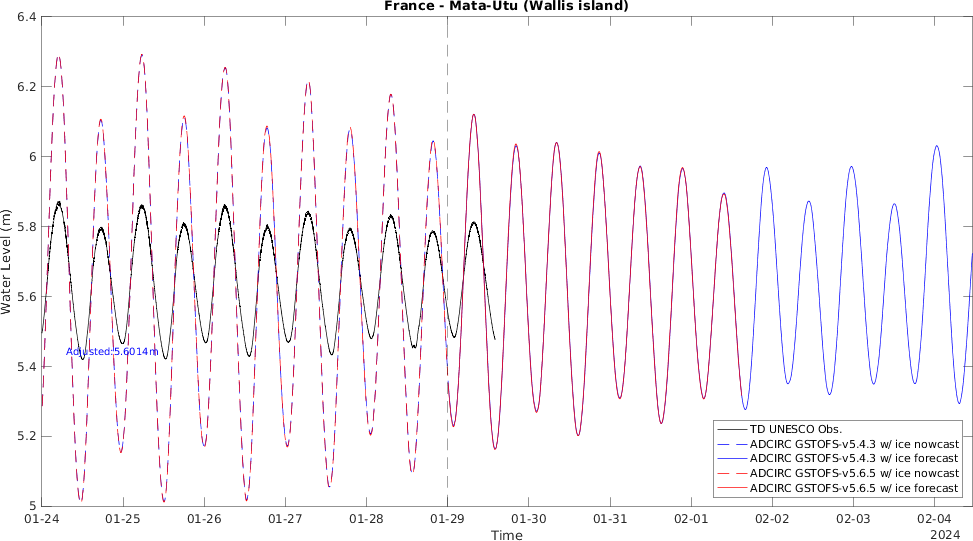 France - Mata-Utu (Wallis island)
6.4
6.2
6
5.8
5.6
5.4
5.2
5
Water Level (m)
Adjusted:5.6014m
TD UNESCO Obs.
ADCIRC GSTOFS-v5.4.3 w/ ice nowcast
ADCIRC GSTOFS-v5.4.3 w/ ice forecast
ADCIRC GSTOFS-v5.6.5 w/ ice nowcast
ADCIRC GSTOFS-v5.6.5 w/ ice forecast
01-24 01-25 01-26 01-27 01-28 01-29 01-30 01-31 02-01 02-02 02-03 02-04
Time
2024